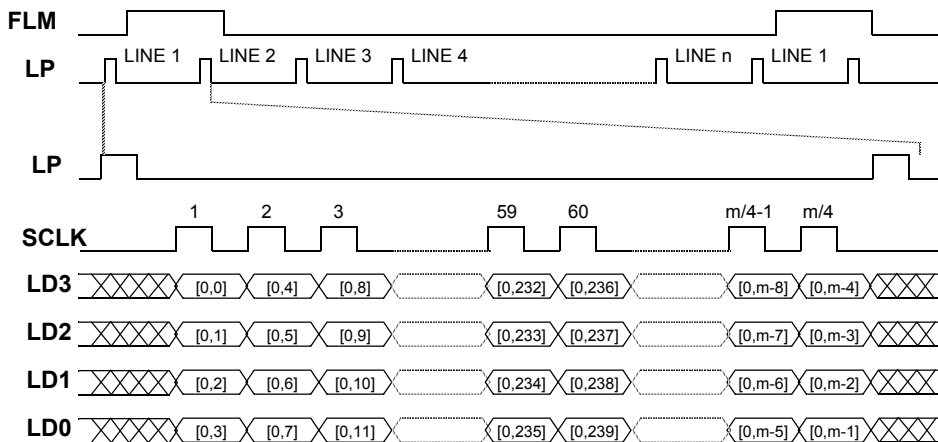 FLM
LP LINE 1 LINE 2 LINE 3 LINE 4 LINE n LINE 1
LP
1 2 3 59 60 m/4-1 m/4
SCLK
LD3 [0,0] [0,4] [0,8] [0,232] [0,236] [0,m-8] [0,m-4]
LD2 [0,1] [0,5] [0,9] [0,233] [0,237] [0,m-7] [0,m-3]
LD1 [0,2] [0,6] [0,10] [0,234] [0,238] [0,m-6] [0,m-2]
LD0 [0,3] [0,7] [0,11] [0,235] [0,239] [0,m-5] [0,m-1]